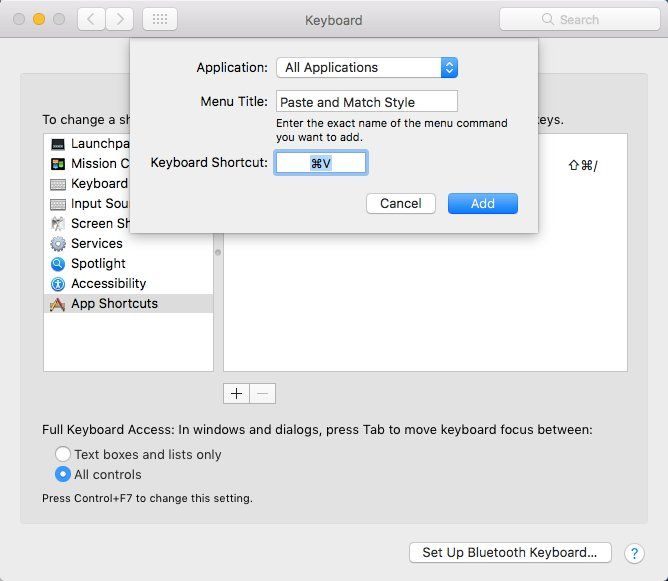 Keyboard
Search
Application: All Applications
Menu Title: Paste and Match Style
Enter the exact name of the menu command
you want to add.
Keyboard Shortcut: ⌘V
Cancel Add
To change a sh keys.
Launchpa
Mission C ⇧⌘/
Keyboard
Input Sou
Screen Sh
Services
Spotlight
Accessibility
App Shortcuts
+ −
Full Keyboard Access: In windows and dialogs, press Tab to move keyboard focus between:
Text boxes and lists only
All controls
Press Control+F7 to change this setting.
Set Up Bluetooth Keyboard... ?